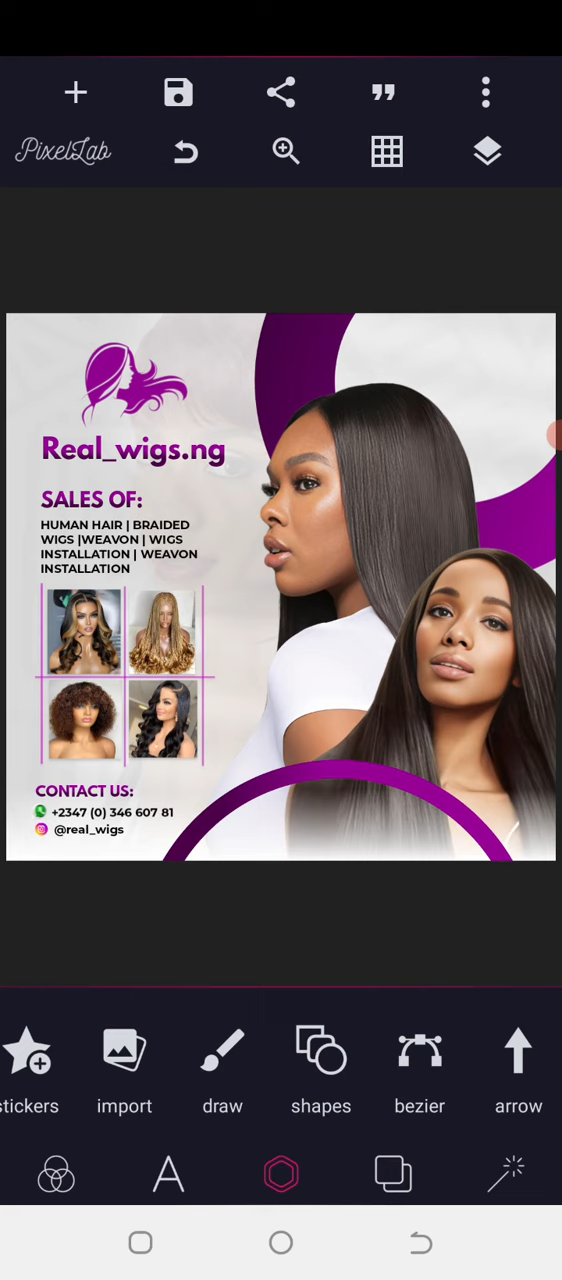 PixelLab
Real_wigs.ng
SALES OF:
HUMAN HAIR | BRAIDED
WIGS |WEAVON | WIGS
INSTALLATION | WEAVON
INSTALLATION
CONTACT US:
+2347 (0) 346 607 81
@real_wigs
stickers
import
draw
shapes
bezier
arrow